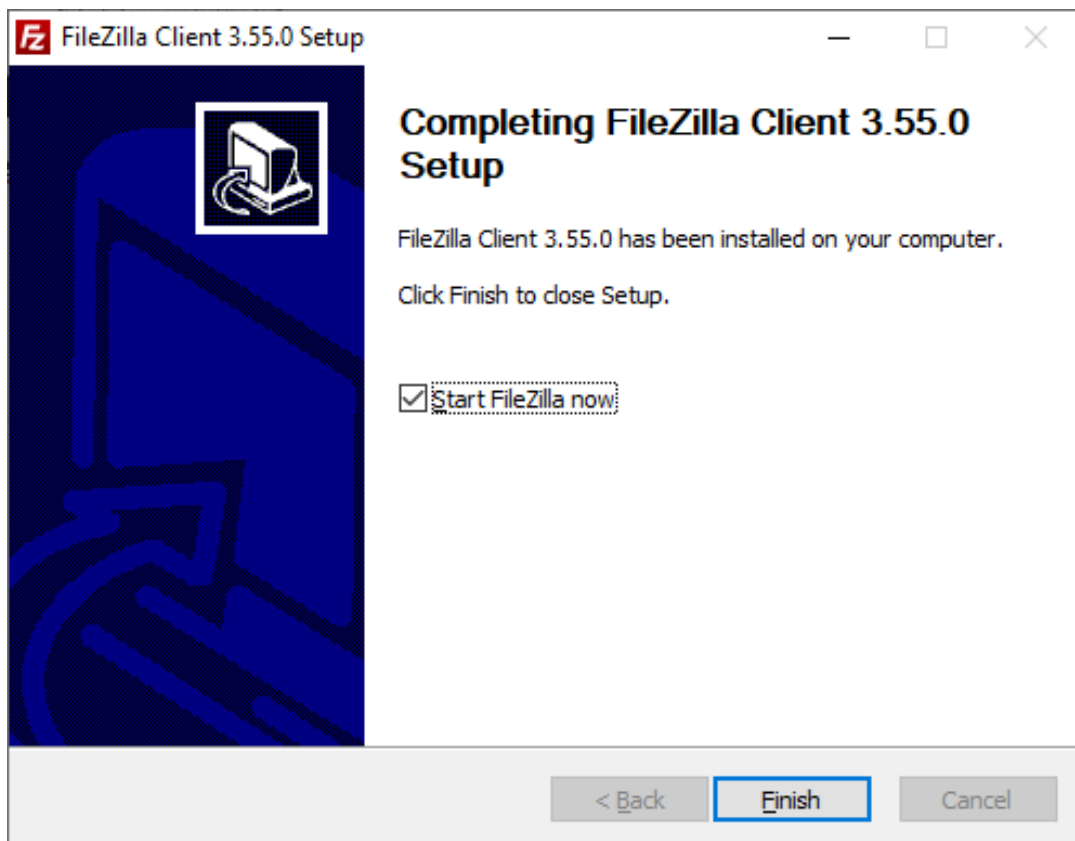 FileZilla Client 3.55.0 Setup
Completing FileZilla Client 3.55.0
Setup
FileZilla Client 3.55.0 has been installed on your computer.
Click Finish to close Setup.
Start FileZilla now
< Back
Finish
Cancel